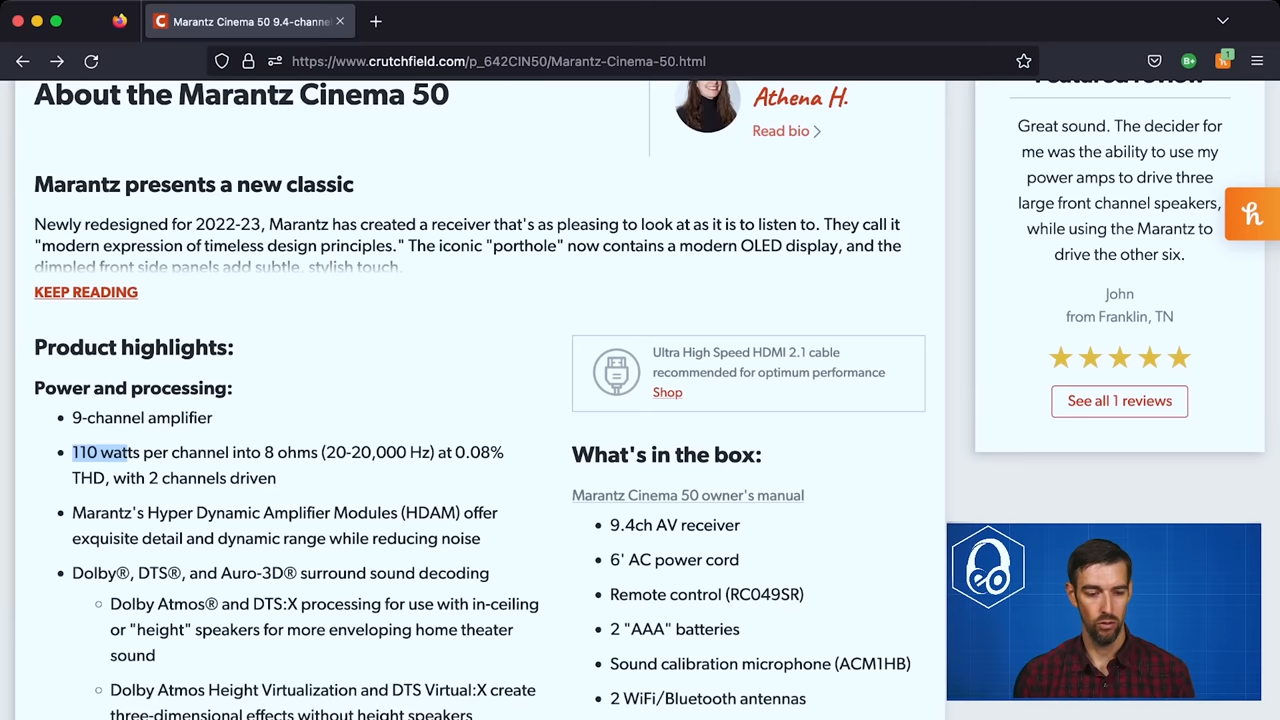 Marantz Cinema 50 9.4-channe
https://www.crutchfield.com/p_642CIN50/Marantz-Cinema-50.html
B+
1
About the Marantz Cinema 50
Athena H.
Read bio
Marantz presents a new classic
Newly redesigned for 2022-23, Marantz has created a receiver that's as pleasing to look at as it is to listen to. They call it
"modern expression of timeless design principles." The iconic "porthole" now contains a modern OLED display, and the
dimpled front side panels add subtle, stylish touch.
KEEP READING
Product highlights:
Power and processing:
• 9-channel amplifier
• 110 watts per channel into 8 ohms (20-20,000 Hz) at 0.08%
THD, with 2 channels driven
• Marantz's Hyper Dynamic Amplifier Modules (HDAM) offer
exquisite detail and dynamic range while reducing noise
• Dolby®, DTS®, and Auro-3D® surround sound decoding
○ Dolby Atmos® and DTS:X processing for use with in-ceiling
or "height" speakers for more enveloping home theater
sound
○ Dolby Atmos Height Virtualization and DTS Virtual:X create
three-dimensional effects without height speakers
Ultra High Speed HDMI 2.1 cable
recommended for optimum performance
Shop
What's in the box:
Marantz Cinema 50 owner's manual
• 9.4ch AV receiver
• 6' AC power cord
• Remote control (RC049SR)
• 2 "AAA" batteries
• Sound calibration microphone (ACM1HB)
• 2 WiFi/Bluetooth antennas
Featured review
Great sound. The decider for
me was the ability to use my
power amps to drive three
large front channel speakers,
while using the Marantz to
drive the other six.
John
from Franklin, TN
See all 1 reviews
h